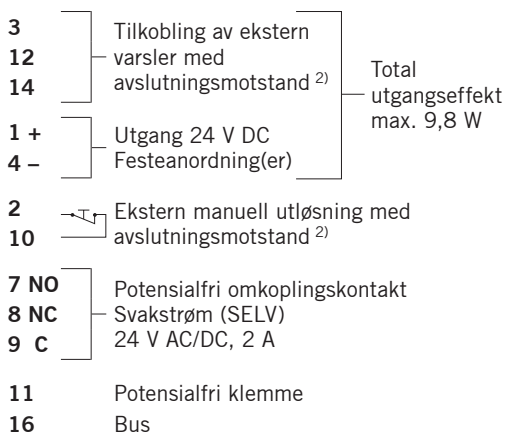 3
12
14
Tilkobling av ekstern
varsler med
avslutningsmotstand 2)
1 +
4 –
Utgang 24 V DC
Festeanordning(er)
Total
utgangseffekt
max. 9,8 W
2
10
Ekstern manuell utløsning med
avslutningsmotstand 2)
7 NO
8 NC
9 C
Potensialfri omkoplingskontakt
Svakstrøm (SELV)
24 V AC/DC, 2 A
11 Potensialfri klemme
16 Bus